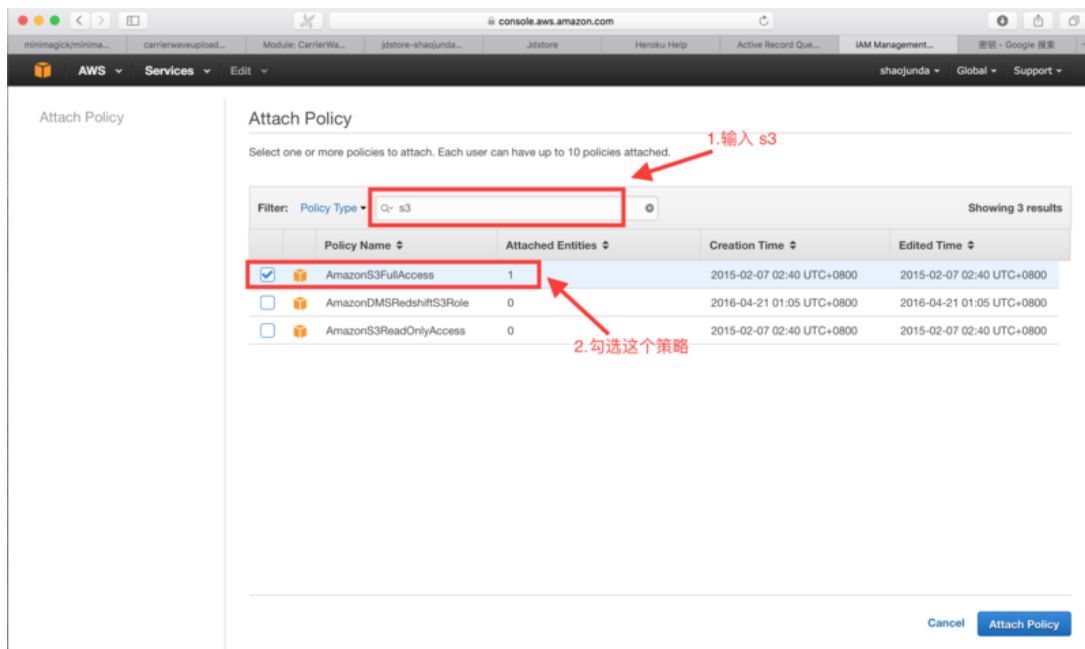 console.aws.amazon.com
minimagick/minima... carrierwaveupload... Module: CarrierWa... jdstore-shaojunda... Jdstore Heroku Help Active Record Que... IAM Management... 密钥 - Google 搜索
AWS Services Edit shaojunda Global Support
Attach Policy
Attach Policy
Select one or more policies to attach. Each user can have up to 10 policies attached.
1.输入 s3
Filter: Policy Type s3 Showing 3 results
Policy Name Attached Entities Creation Time Edited Time
AmazonS3FullAccess 1 2015-02-07 02:40 UTC+0800 2015-02-07 02:40 UTC+0800
AmazonDMSRedshiftS3Role 0 2016-04-21 01:05 UTC+0800 2016-04-21 01:05 UTC+0800
AmazonS3ReadOnlyAccess 0 2015-02-07 02:40 UTC+0800 2015-02-07 02:40 UTC+0800
2.勾选这个策略
Cancel Attach Policy